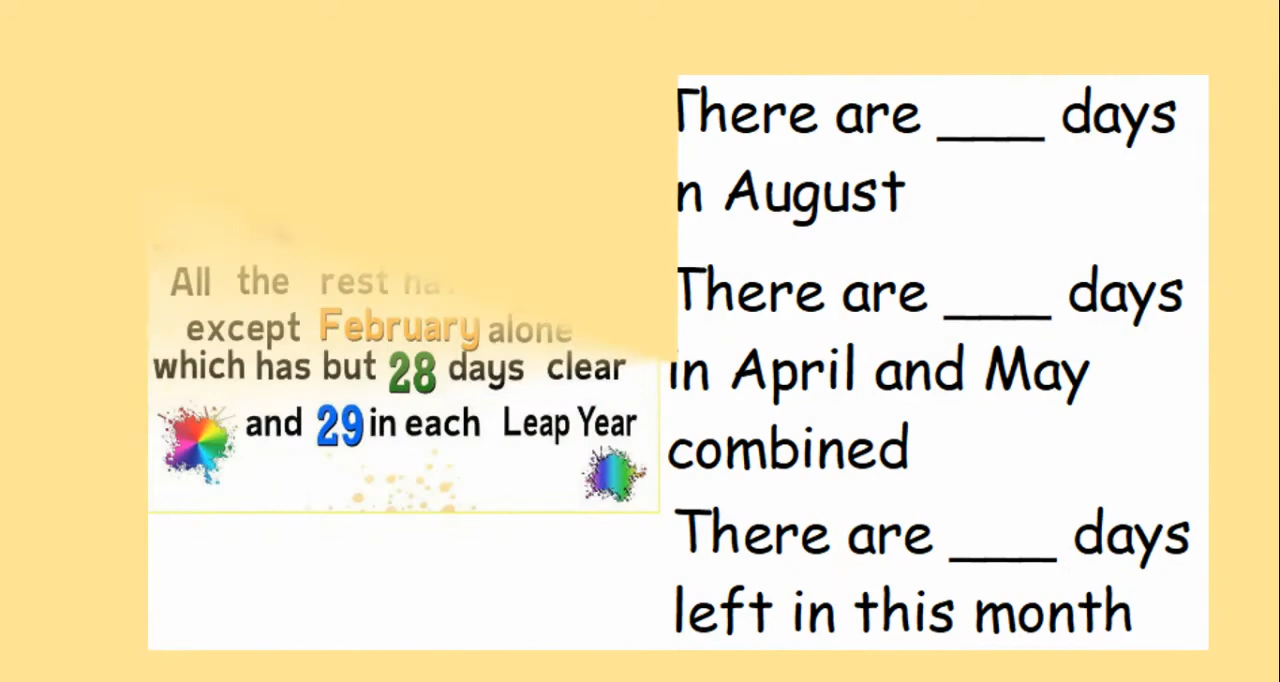 All the rest
except February alone
which has but 28 days clear
and 29 in each Leap Year
There are ___ days
n August
There are ___ days
in April and May
combined
There are ___ days
left in this month